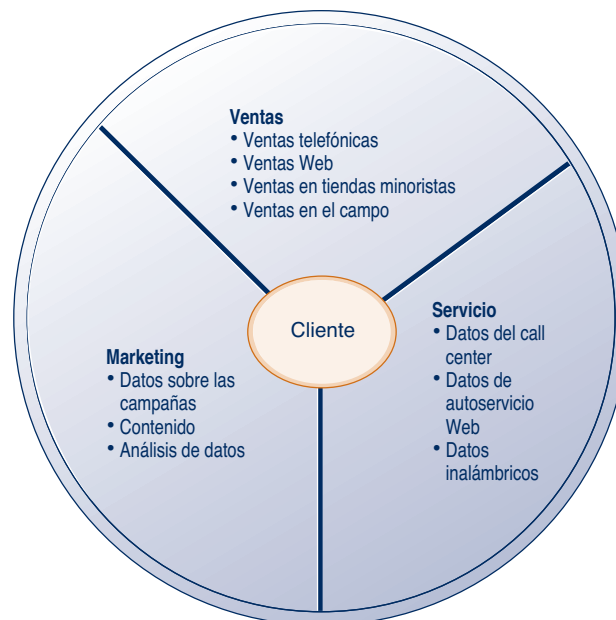 Ventas
• Ventas telefónicas
• Ventas Web
• Ventas en tiendas minoristas
• Ventas en el campo
Cliente
Servicio
• Datos del call
center
• Datos de
autoservicio
Web
• Datos
inalámbricos
Marketing
• Datos sobre las
campañas
• Contenido
• Análisis de datos